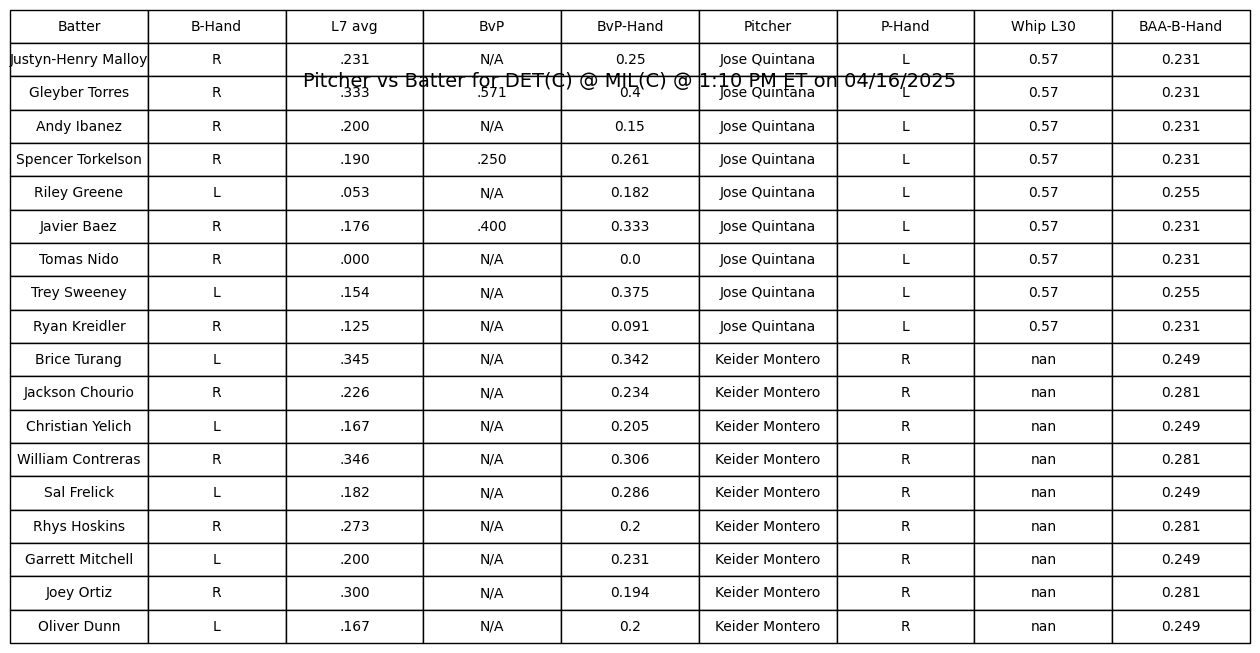 Batter B-Hand L7 avg BvP BvP-Hand Pitcher P-Hand Whip L30 BAA-B-Hand
Justyn-Henry Malloy R .231 N/A 0.25 Jose Quintana L 0.57 0.231
Pitcher vs Batter for DET(C) @ MIL(C) @ 1:10 PM ET on 04/16/2025
Gleyber Torres R .333 .571 0.4 Jose Quintana L 0.57 0.231
Andy Ibanez R .200 N/A 0.15 Jose Quintana L 0.57 0.231
Spencer Torkelson R .190 .250 0.261 Jose Quintana L 0.57 0.231
Riley Greene L .053 N/A 0.182 Jose Quintana L 0.57 0.255
Javier Baez R .176 .400 0.333 Jose Quintana L 0.57 0.231
Tomas Nido R .000 N/A 0.0 Jose Quintana L 0.57 0.231
Trey Sweeney L .154 N/A 0.375 Jose Quintana L 0.57 0.255
Ryan Kreidler R .125 N/A 0.091 Jose Quintana L 0.57 0.231
Brice Turang L .345 N/A 0.342 Keider Montero R nan 0.249
Jackson Chourio R .226 N/A 0.234 Keider Montero R nan 0.281
Christian Yelich L .167 N/A 0.205 Keider Montero R nan 0.249
William Contreras R .346 N/A 0.306 Keider Montero R nan 0.281
Sal Frelick L .182 N/A 0.286 Keider Montero R nan 0.249
Rhys Hoskins R .273 N/A 0.2 Keider Montero R nan 0.281
Garrett Mitchell L .200 N/A 0.231 Keider Montero R nan 0.249
Joey Ortiz R .300 N/A 0.194 Keider Montero R nan 0.281
Oliver Dunn L .167 N/A 0.2 Keider Montero R nan 0.249